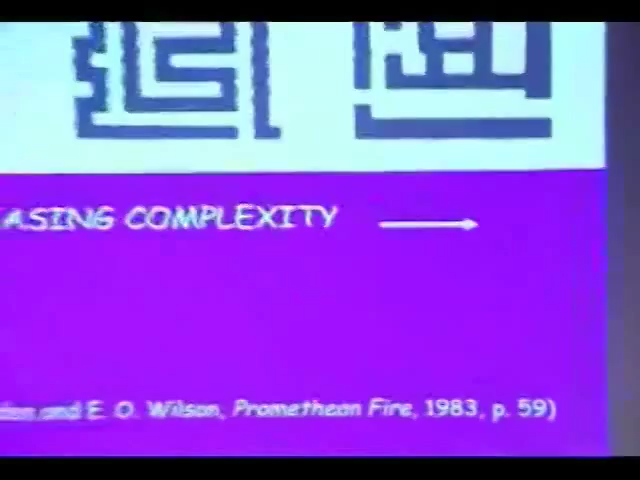 ASING COMPLEXITY
and E. O. Wilson, Promethean Fire, 1983, p. 59)